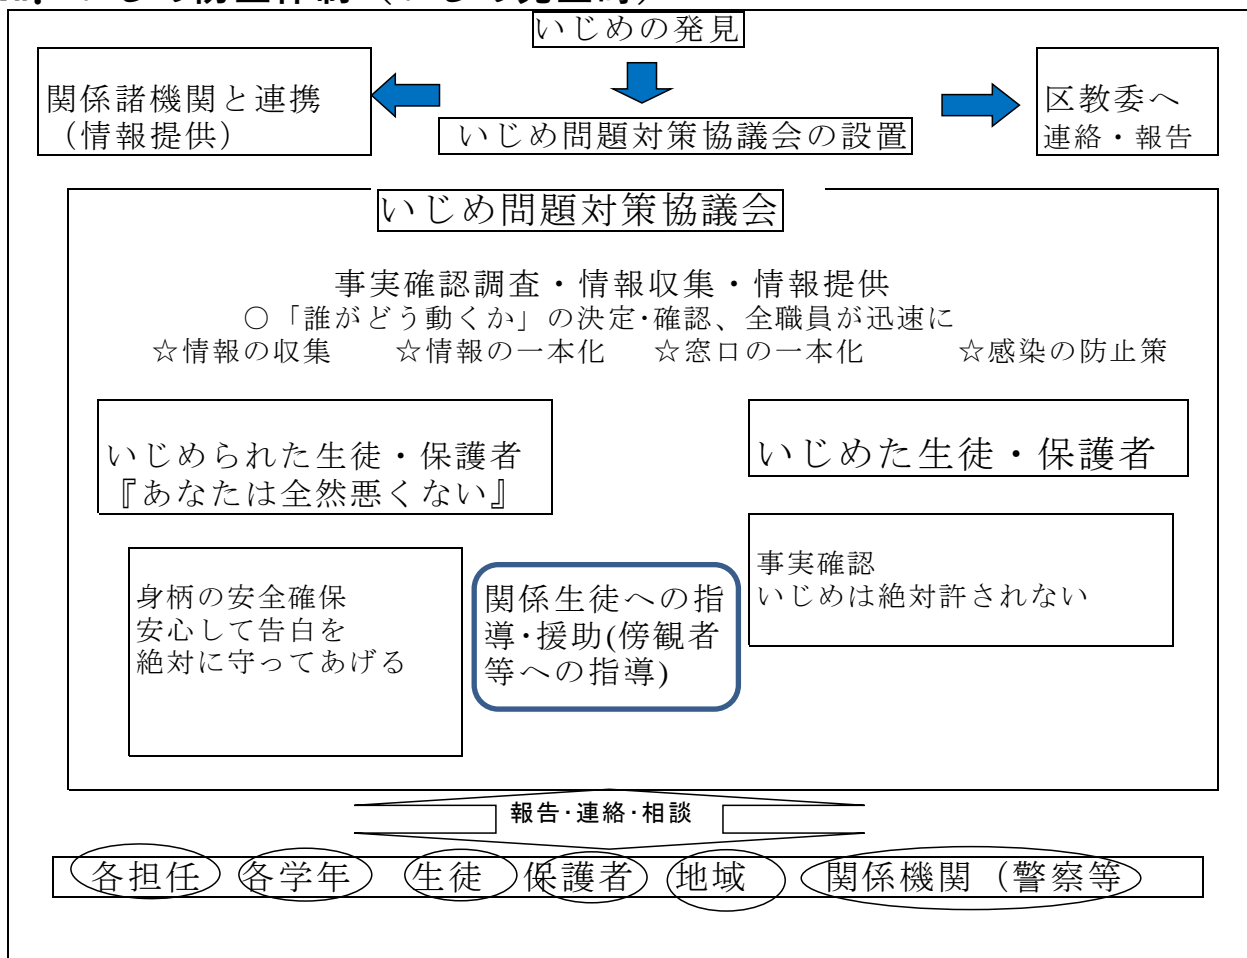 いじめの発見
関係諸機関と連携
（情報提供）
いじめ問題対策協議会の設置
区教委へ
連絡・報告
いじめ問題対策協議会
事実確認調査・情報収集・情報提供
○「誰がどう動くか」の決定･確認、全職員が迅速に
☆情報の収集　☆情報の一本化　☆窓口の一本化　☆感染の防止策
いじめられた生徒・保護者
『あなたは全然悪くない』
いじめた生徒・保護者
身柄の安全確保
安心して告白を
絶対に守ってあげる
関係生徒への指
導･援助(傍観者
等への指導)
事実確認
いじめは絶対許されない
報告･連絡･相談
各担任　各学年　生徒　保護者　地域　関係機関（警察等